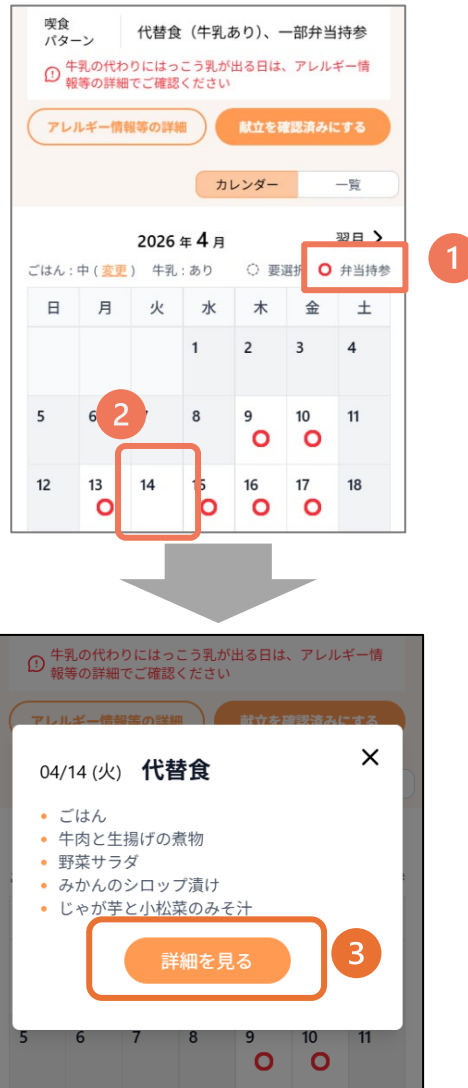 喫食
パターン
代替食（牛乳あり）、一部弁当持参
牛乳の代わりにはっこう乳が出る日は、アレルギー情
報等の詳細でご確認ください
アレルギー情報等の詳細
献立を確認済みにする
カレンダー
一覧
2026 年 4 月
翌月
ごはん : 中 ( 変更 ) 牛乳 : あり
要選択
弁当持参
1
日 月 火 水 木 金 土
1 2 3 4
5 6 7 8 9 10 11
2
12 13 14 15 16 17 18
牛乳の代わりにはっこう乳が出る日は、アレルギー情
報等の詳細でご確認ください
アレルギー情報等の詳細
献立を確認済みにする
04/14 (火) 代替食
ごはん
牛肉と生揚げの煮物
野菜サラダ
みかんのシロップ漬け
じゃが芋と小松菜のみそ汁
詳細を見る
3
5 6 7 8 9 10 11